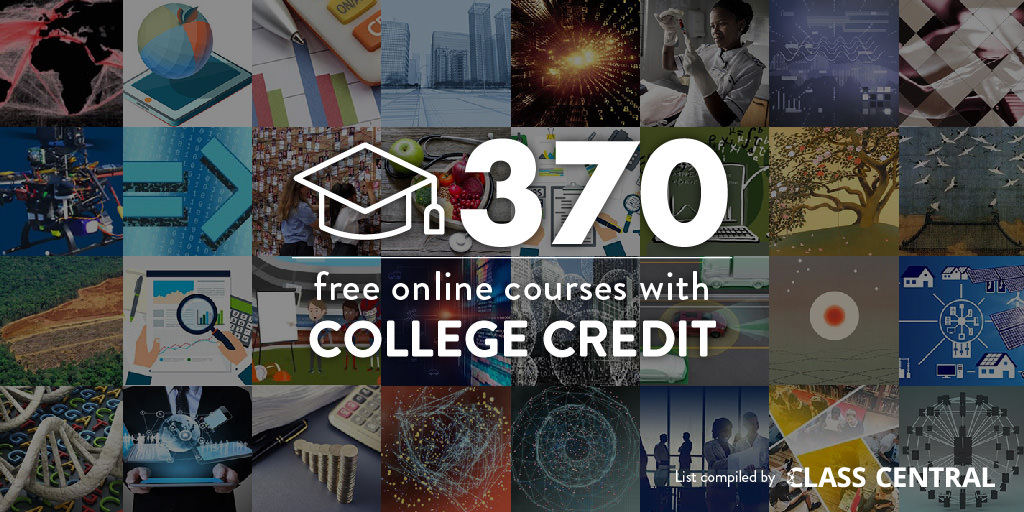 370
free online courses with
COLLEGE CREDIT
List compiled by CLASS CENTRAL